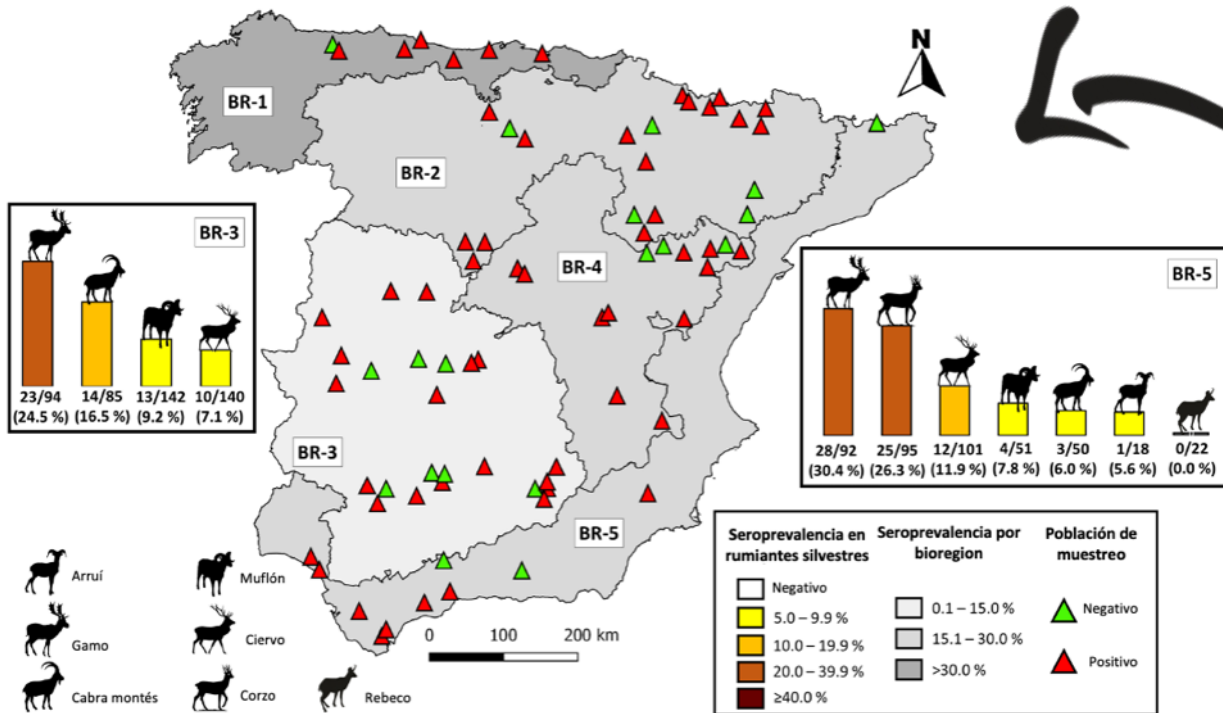 N
BR-1
BR-2
BR-3
23/94
(24.5 %)
14/85
(16.5 %)
13/142
(9.2 %)
10/140
(7.1 %)
BR-4
BR-5
28/92
(30.4 %)
25/95
(26.3 %)
12/101
(11.9 %)
4/51
(7.8 %)
3/50
(6.0 %)
1/18
(5.6 %)
0/22
(0.0 %)
BR-3
BR-5
Arruí
Gamo
Cabra montés
Muflón
Ciervo
Corzo
Rebeco
0 100 200 km
Seroprevalencia en
rumiantes silvestres
Negativo
5.0 – 9.9 %
10.0 – 19.9 %
20.0 – 39.9 %
≥40.0 %
Seroprevalencia por
bioregion
0.1 – 15.0 %
15.1 – 30.0 %
>30.0 %
Población de
muestreo
Negativo
Positivo